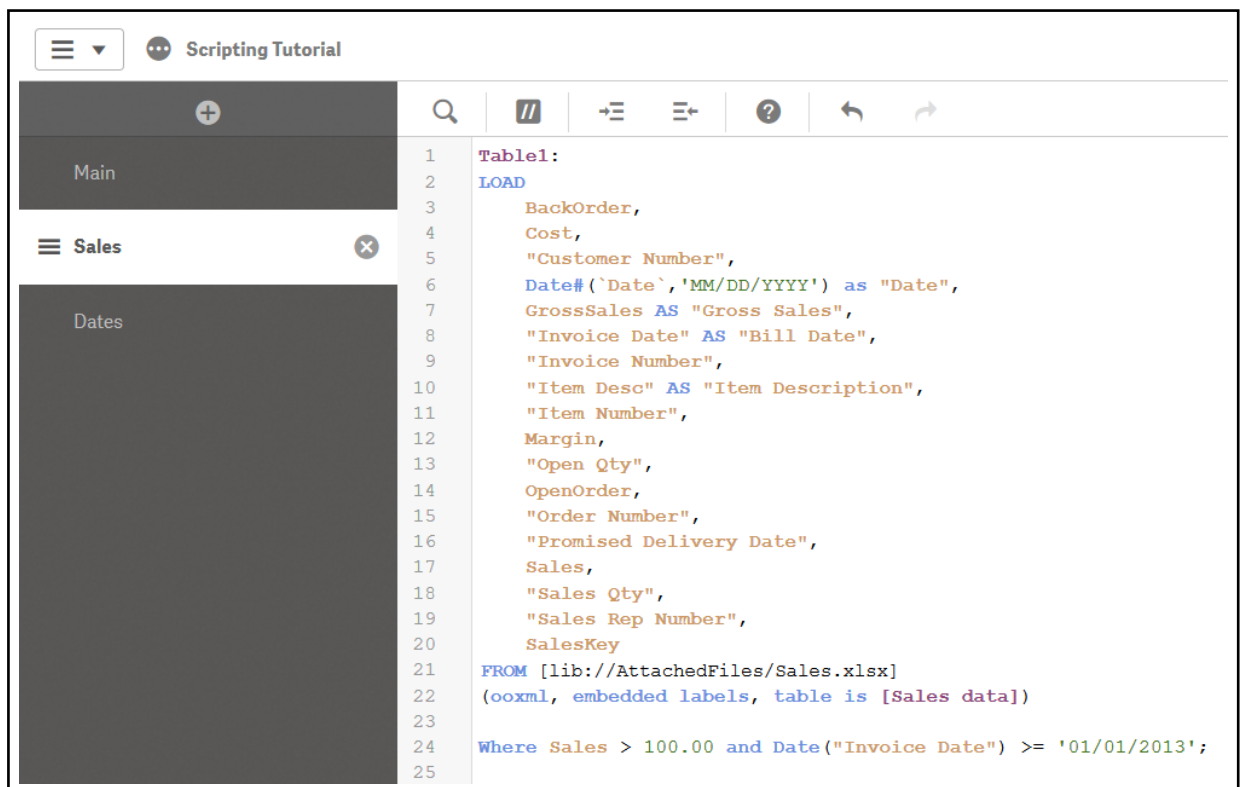 Scripting Tutorial
Main
Sales
Dates
1 Table1:
2 LOAD
3 BackOrder,
4 Cost,
5 "Customer Number",
6 Date#(`Date`,'MM/DD/YYYY') as "Date",
7 GrossSales AS "Gross Sales",
8 "Invoice Date" AS "Bill Date",
9 "Invoice Number",
10 "Item Desc" AS "Item Description",
11 "Item Number",
12 Margin,
13 "Open Qty",
14 OpenOrder,
15 "Order Number",
16 "Promised Delivery Date",
17 Sales,
18 "Sales Qty",
19 "Sales Rep Number",
20 SalesKey
21 FROM [lib://AttachedFiles/Sales.xlsx]
22 (ooxml, embedded labels, table is [Sales data])
23
24 Where Sales > 100.00 and Date("Invoice Date") >= '01/01/2013';
25